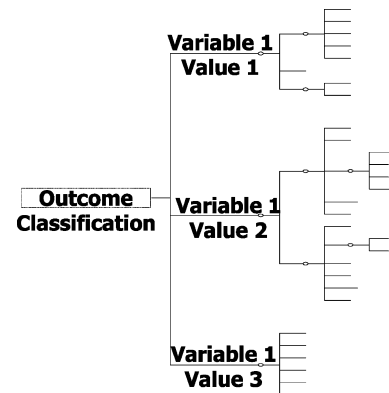 Variable 1
Value 1
Outcome
Classification
Variable 1
Value 2
Variable 1
Value 3